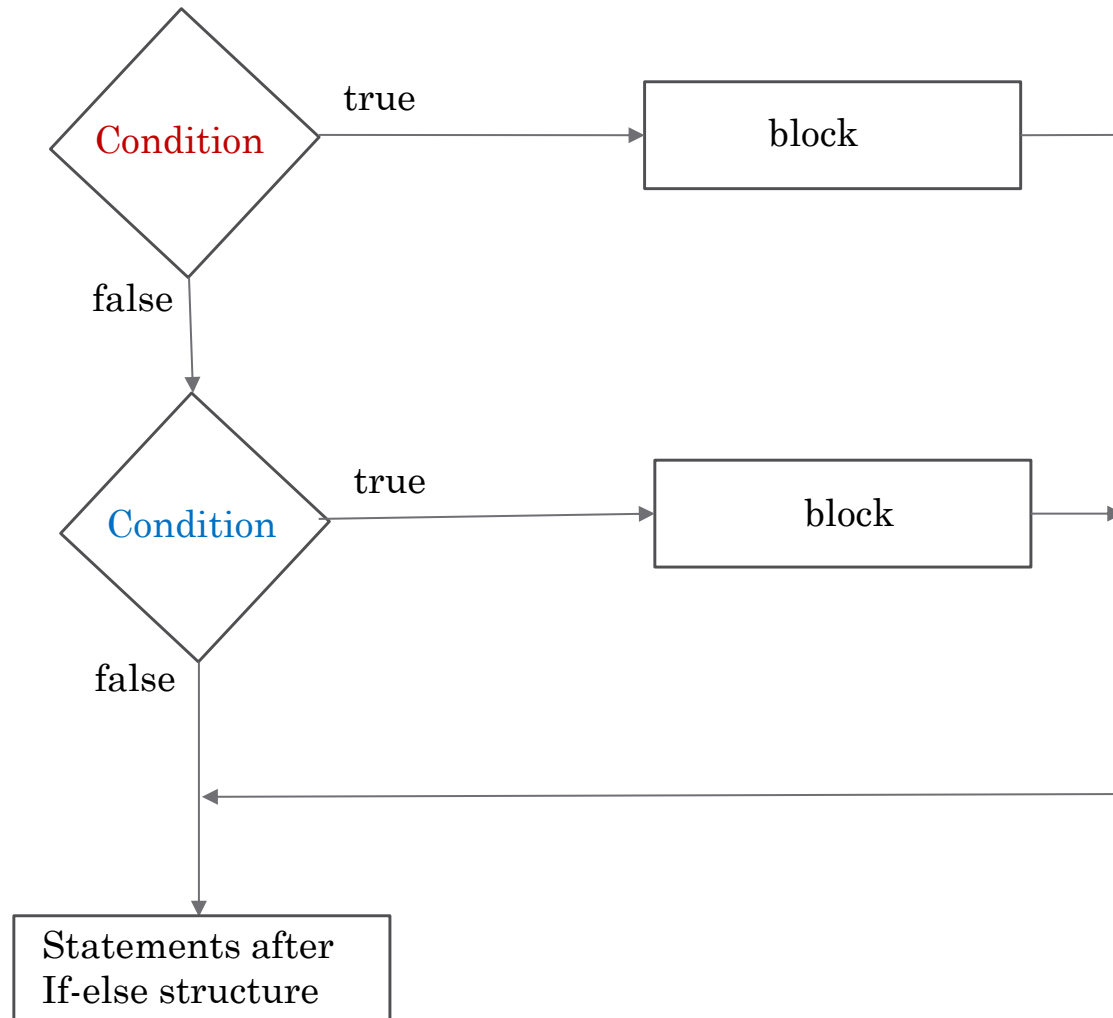 true
Condition
block
false
true
Condition
block
false
Statements after
If-else structure